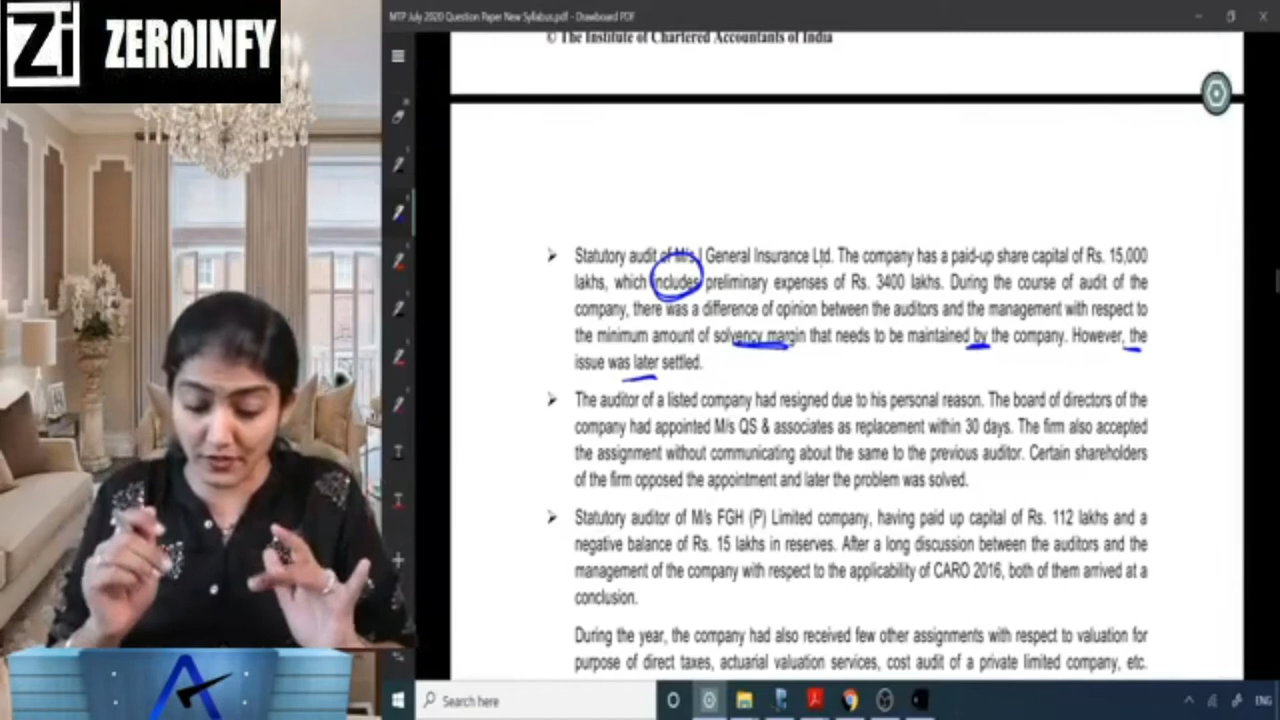 Zi ZEROINFY
MTP July 2020 Question Paper New Syllabus.pdf - Drawboard PDF
© The Institute of Chartered Accountants of India
Statutory audit of M/s J General Insurance Ltd. The company has a paid-up share capital of Rs. 15,000
lakhs, which includes preliminary expenses of Rs. 3400 lakhs. During the course of audit of the
company, there was a difference of opinion between the auditors and the management with respect to
the minimum amount of solvency margin that needs to be maintained by the company. However, the
issue was later settled.
The auditor of a listed company had resigned due to his personal reason. The board of directors of the
company had appointed M/s QS & associates as replacement within 30 days. The firm also accepted
the assignment without communicating about the same to the previous auditor. Certain shareholders
of the firm opposed the appointment and later the problem was solved.
Statutory auditor of M/s FGH (P) Limited company, having paid up capital of Rs. 112 lakhs and a
negative balance of Rs. 15 lakhs in reserves. After a long discussion between the auditors and the
management of the company with respect to the applicability of CARO 2016, both of them arrived at a
conclusion.
During the year, the company had also received few other assignments with respect to valuation for
purpose of direct taxes, actuarial valuation services, cost audit of a private limited company, etc.
Search here
ENG